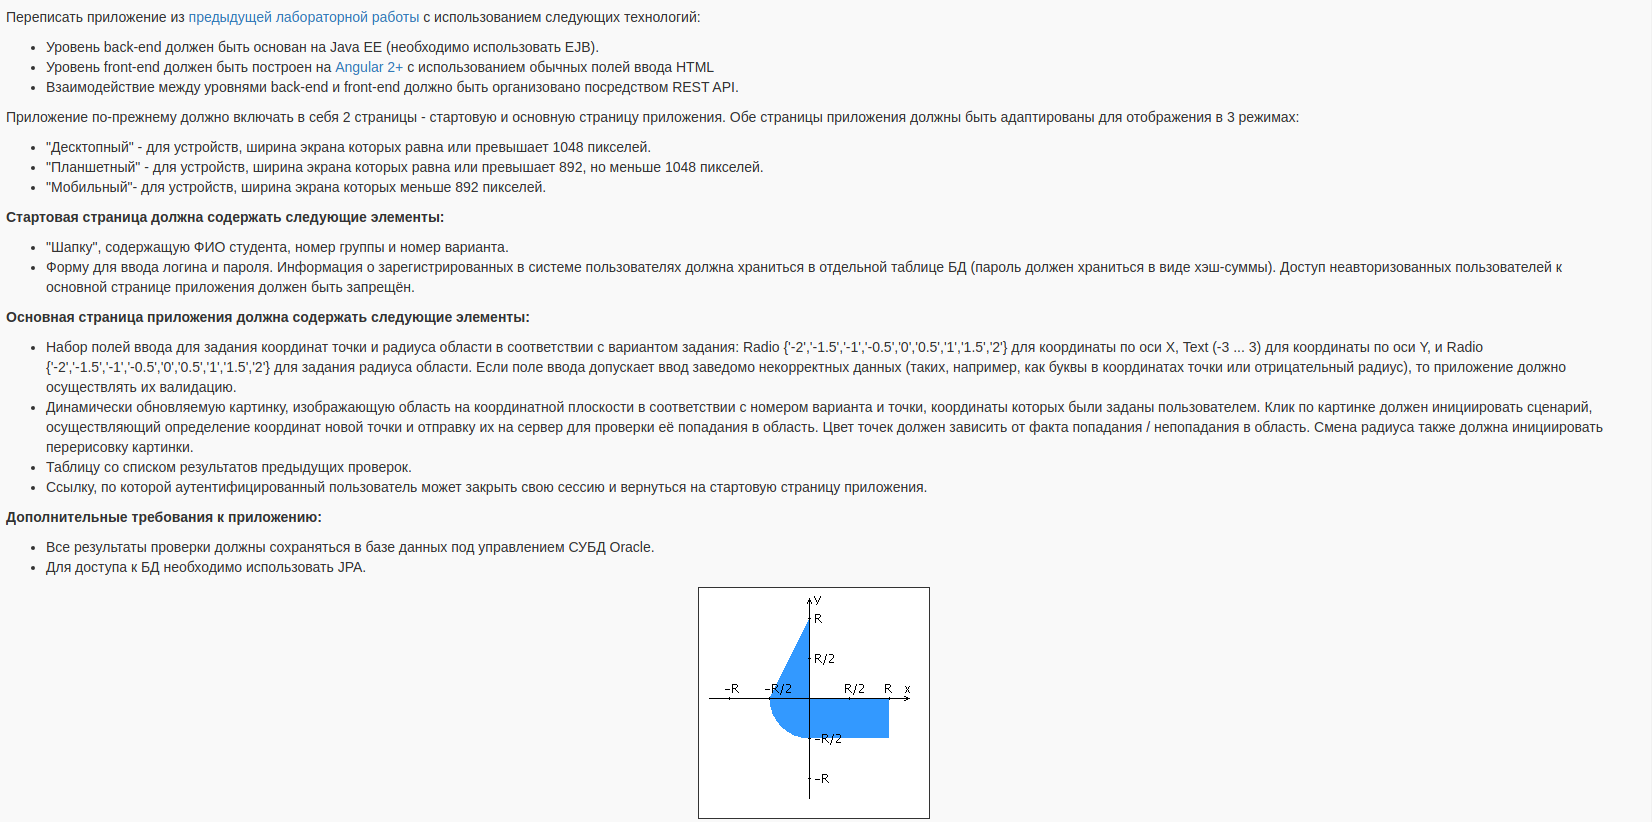 Переписать приложение из предыдущей лабораторной работы с использованием следующих технологий:
Уровень back-end должен быть основан на Java EE (необходимо использовать EJB).
Уровень front-end должен быть построен на Angular 2+ с использованием обычных полей ввода HTML
Взаимодействие между уровнями back-end и front-end должно быть организовано посредством REST API.
Приложение по-прежнему должно включать в себя 2 страницы - стартовую и основную страницу приложения. Обе страницы приложения должны быть адаптированы для отображения в 3 режимах:
"Десктопный" - для устройств, ширина экрана которых равна или превышает 1048 пикселей.
"Планшетный" - для устройств, ширина экрана которых равна или превышает 892, но меньше 1048 пикселей.
"Мобильный"- для устройств, ширина экрана которых меньше 892 пикселей.
Стартовая страница должна содержать следующие элементы:
"Шапку", содержащую ФИО студента, номер группы и номер варианта.
Форму для ввода логина и пароля. Информация о зарегистрированных в системе пользователях должна храниться в отдельной таблице БД (пароль должен храниться в виде хэш-суммы). Доступ неавторизованных пользователей к
основной странице приложения должен быть запрещён.
Основная страница приложения должна содержать следующие элементы:
Набор полей ввода для задания координат точки и радиуса области в соответствии с вариантом задания: Radio {'-2','-1.5','-1','-0.5','0','0.5','1','1.5','2'} для координаты по оси X, Text (-3 ... 3) для координаты по оси Y, и Radio
{'-2','-1.5','-1','-0.5','0','0.5','1','1.5','2'} для задания радиуса области. Если поле ввода допускает ввод заведомо некорректных данных (таких, например, как буквы в координатах точки или отрицательный радиус), то приложение должно
осуществлять их валидацию.
Динамически обновляемую картинку, изображающую область на координатной плоскости в соответствии с номером варианта и точки, координаты которых были заданы пользователем. Клик по картинке должен инициировать сценарий,
осуществляющий определение координат новой точки и отправку их на сервер для проверки её попадания в область. Цвет точек должен зависить от факта попадания / непопадания в область. Смена радиуса также должна инициировать
перерисовку картинки.
Таблицу со списком результатов предыдущих проверок.
Ссылку, по которой аутентифицированный пользователь может закрыть свою сессию и вернуться на стартовую страницу приложения.
Дополнительные требования к приложению:
Все результаты проверки должны сохраняться в базе данных под управлением СУБД Oracle.
Для доступа к БД необходимо использовать JPA.
y
R
R/2
-R -R/2 R/2 R x
-R/2
-R